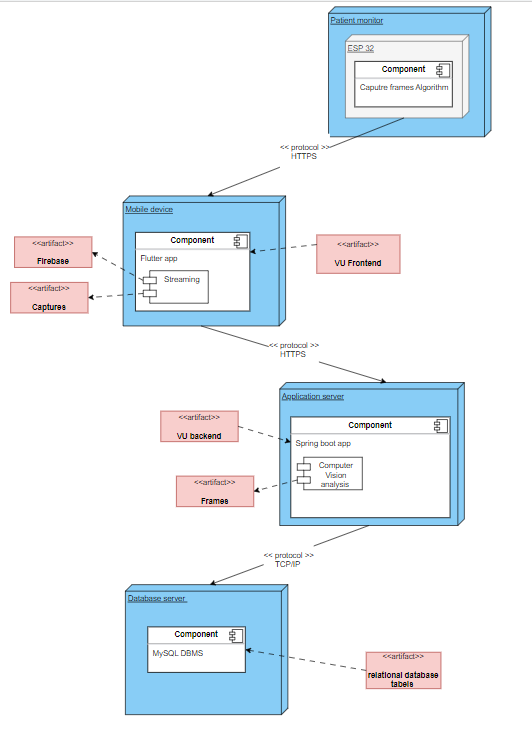 Patient monitor
ESP 32
Component
Caputre frames Algorithm
<< protocol >>
HTTPS
Mobile device
Component
Flutter app
Streaming
<<artifact>>
Firebase
<<artifact>>
Captures
<<artifact>>
VU Frontend
<< protocol >>
HTTPS
Application server
Component
Spring boot app
Computer
Vision
analysis
<<artifact>>
VU backend
<<artifact>>
Frames
<< protocol >>
TCP/IP
Database server
Component
MySQL DBMS
<<artifact>>
relational database
tabels